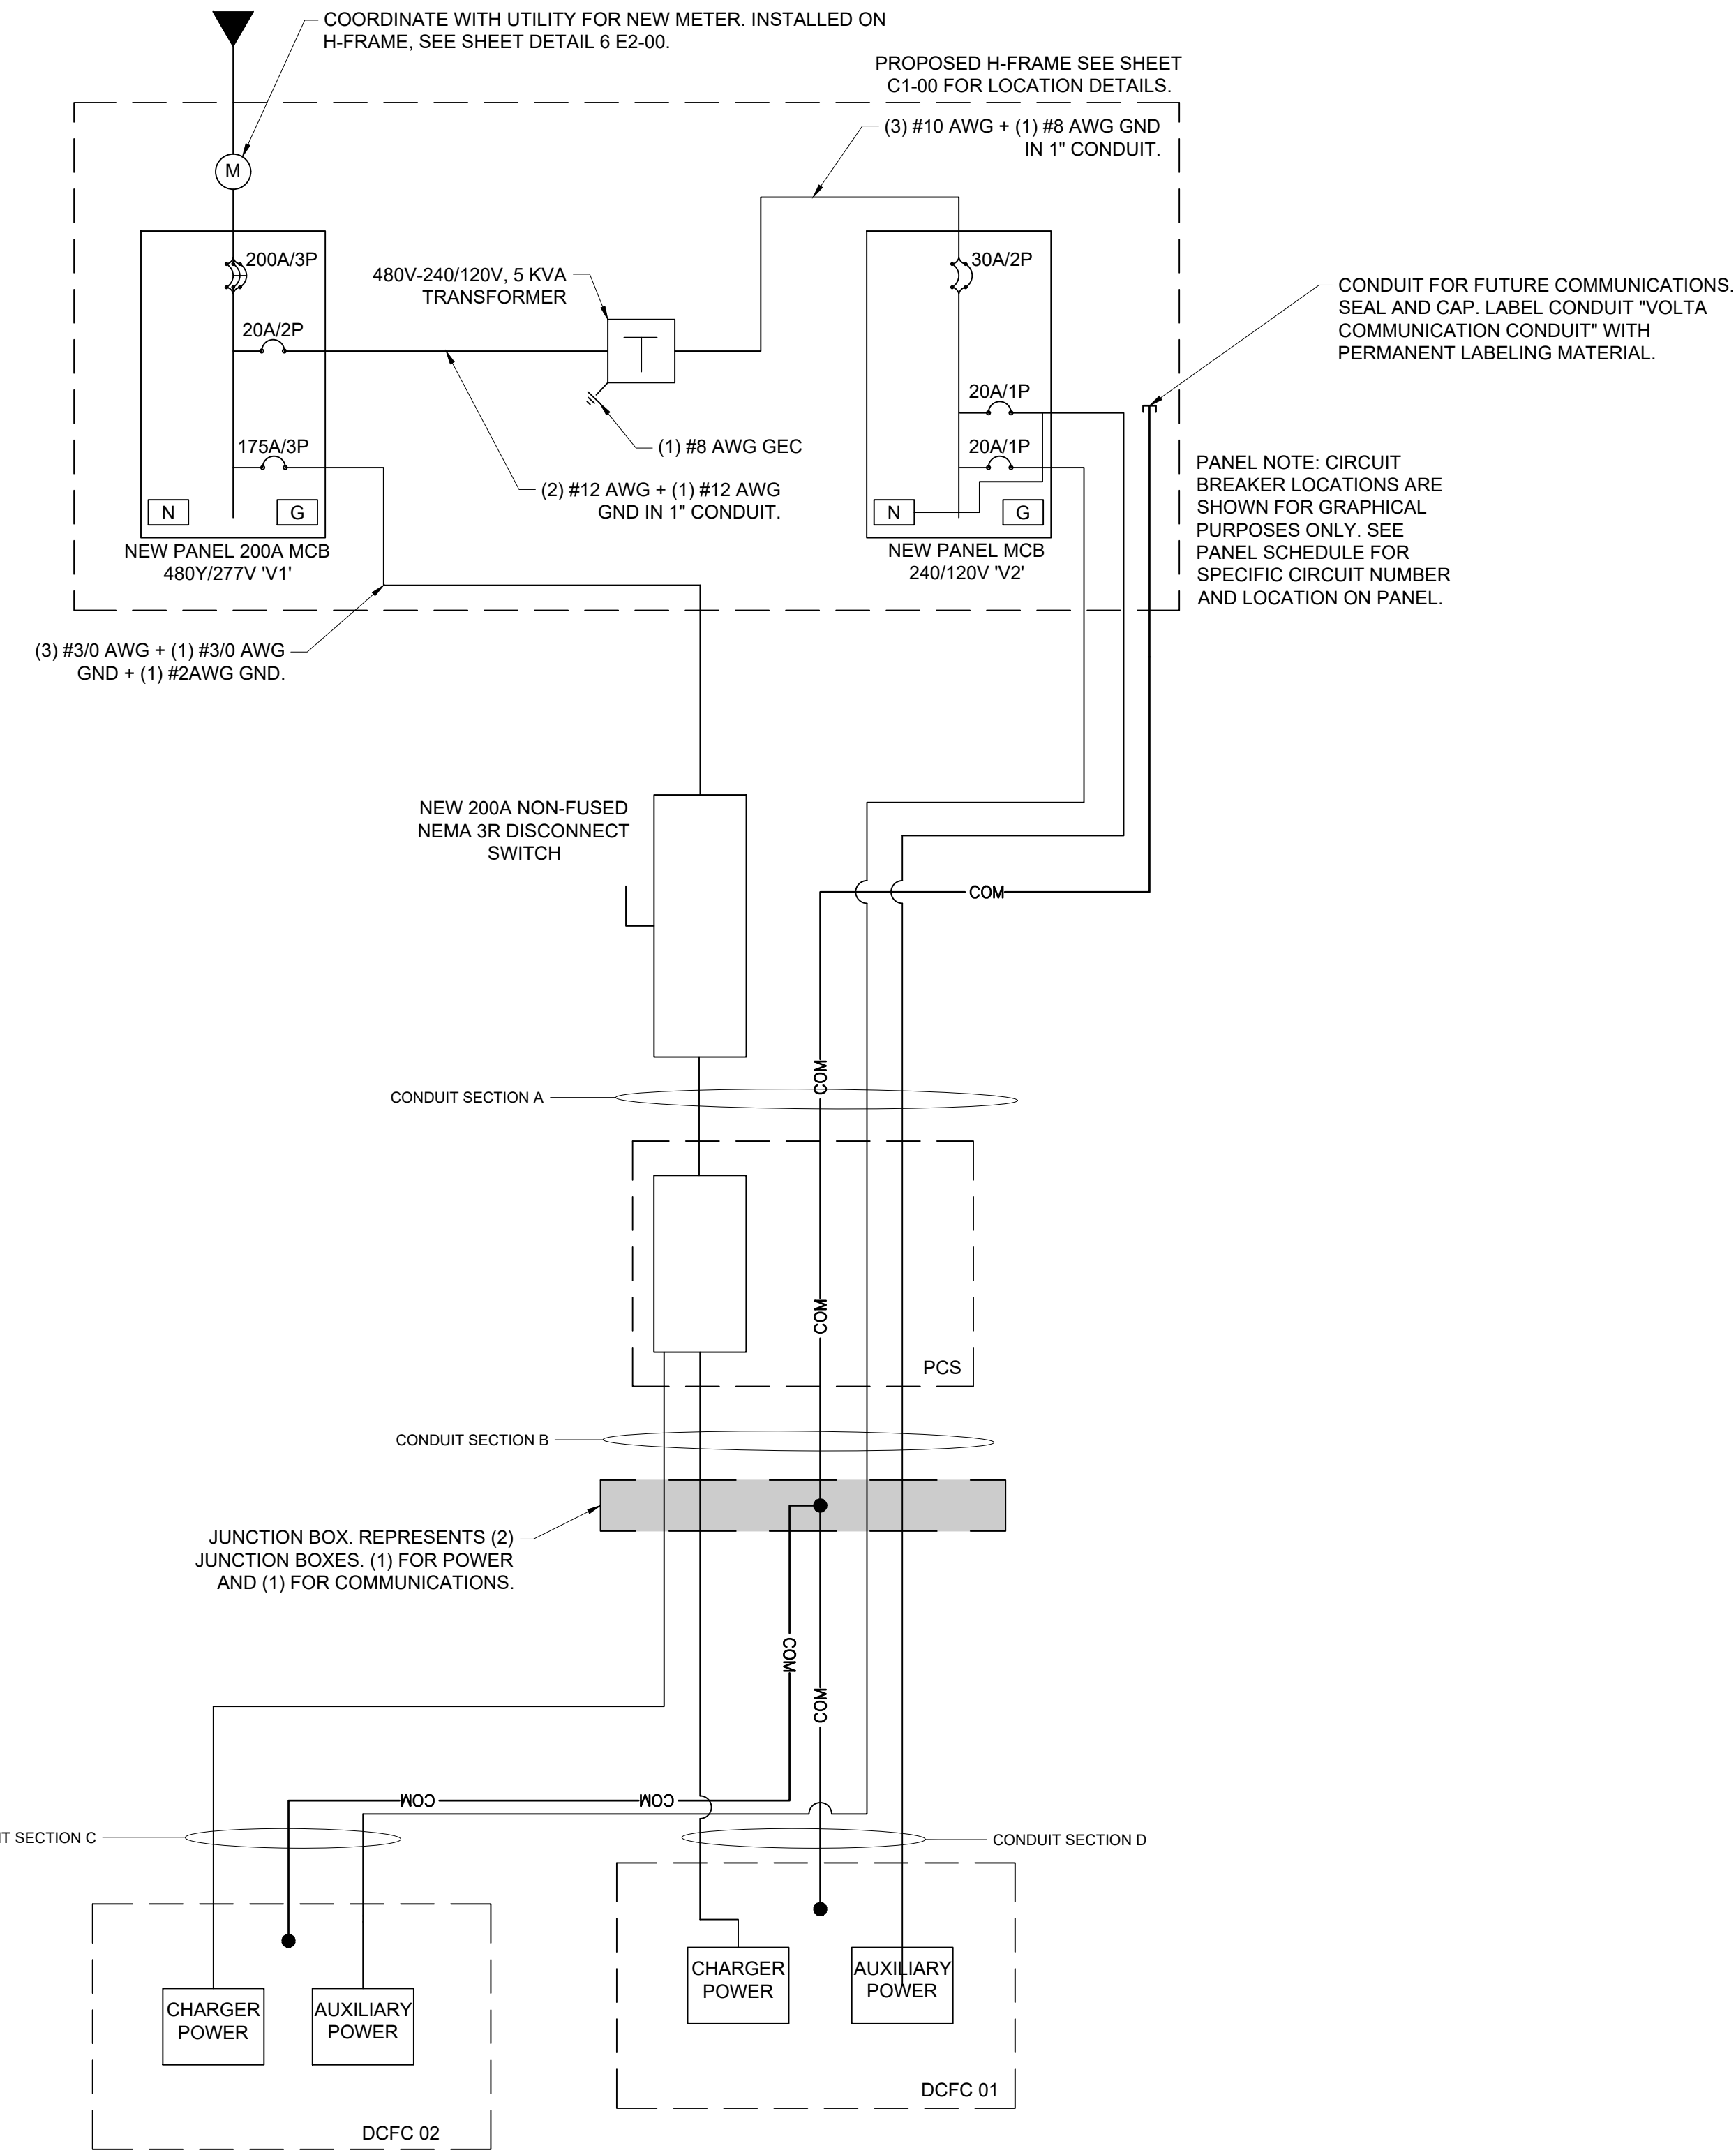 COORDINATE WITH UTILITY FOR NEW METER. INSTALLED ON
H-FRAME, SEE SHEET DETAIL 6 E2-00.
PROPOSED H-FRAME SEE SHEET
C1-00 FOR LOCATION DETAILS.
(3) #10 AWG + (1) #8 AWG GND
IN 1" CONDUIT.
M
200A/3P
480V-240/120V, 5 KVA
TRANSFORMER
30A/2P
CONDUIT FOR FUTURE COMMUNICATIONS.
SEAL AND CAP. LABEL CONDUIT "VOLTA
COMMUNICATION CONDUIT" WITH
PERMANENT LABELING MATERIAL.
20A/2P
T
20A/1P
175A/3P
(1) #8 AWG GEC
20A/1P
(2) #12 AWG + (1) #12 AWG
GND IN 1" CONDUIT.
PANEL NOTE: CIRCUIT
BREAKER LOCATIONS ARE
SHOWN FOR GRAPHICAL
PURPOSES ONLY. SEE
PANEL SCHEDULE FOR
SPECIFIC CIRCUIT NUMBER
AND LOCATION ON PANEL.
N
G
N
G
NEW PANEL 200A MCB
480Y/277V 'V1'
NEW PANEL MCB
240/120V 'V2'
(3) #3/0 AWG + (1) #3/0 AWG
GND + (1) #2AWG GND.
NEW 200A NON-FUSED
NEMA 3R DISCONNECT
SWITCH
COM
COM
CONDUIT SECTION A
COM
PCS
CONDUIT SECTION B
JUNCTION BOX. REPRESENTS (2)
JUNCTION BOXES. (1) FOR POWER
AND (1) FOR COMMUNICATIONS.
COM
COM
COM
COM
IT SECTION C
CONDUIT SECTION D
CHARGER
POWER
AUXILIARY
POWER
DCFC 01
CHARGER
POWER
AUXILIARY
POWER
DCFC 02